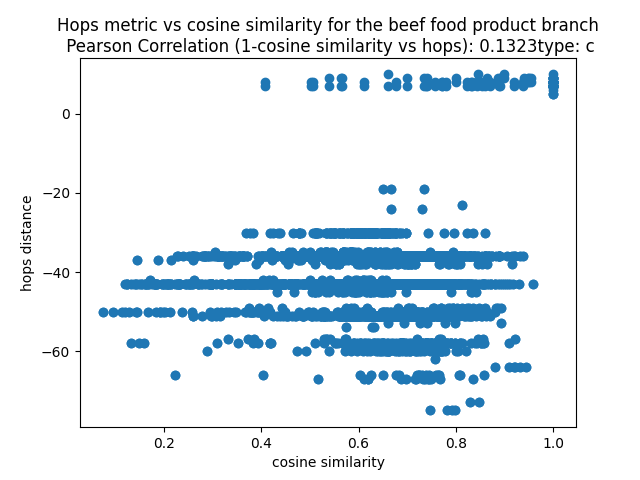 Hops metric vs cosine similarity for the beef food product branch
Pearson Correlation (1-cosine similarity vs hops): 0.1323type: c
0
−20
−40
−60
hops distance
0.2 0.4 0.6 0.8 1.0
cosine similarity